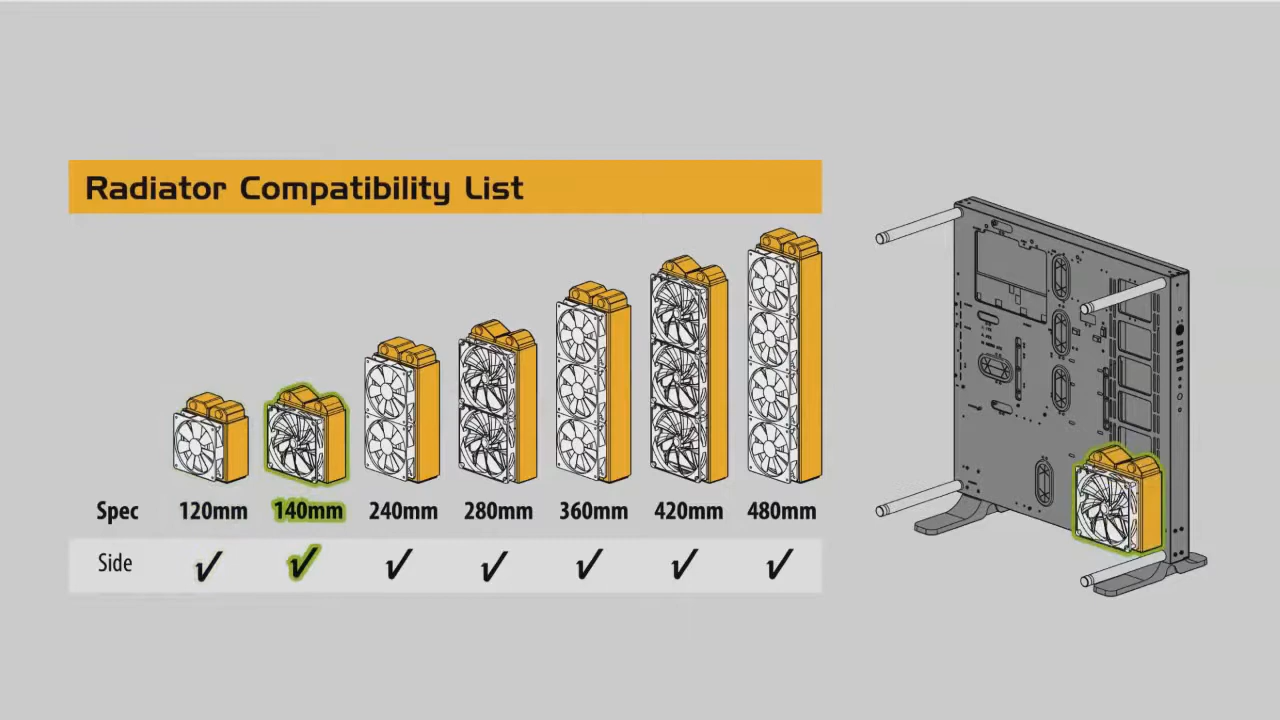 Radiator Compatibility List
Spec 120mm 140mm 240mm 280mm 360mm 420mm 480mm
Side ✓ ✓ ✓ ✓ ✓ ✓ ✓